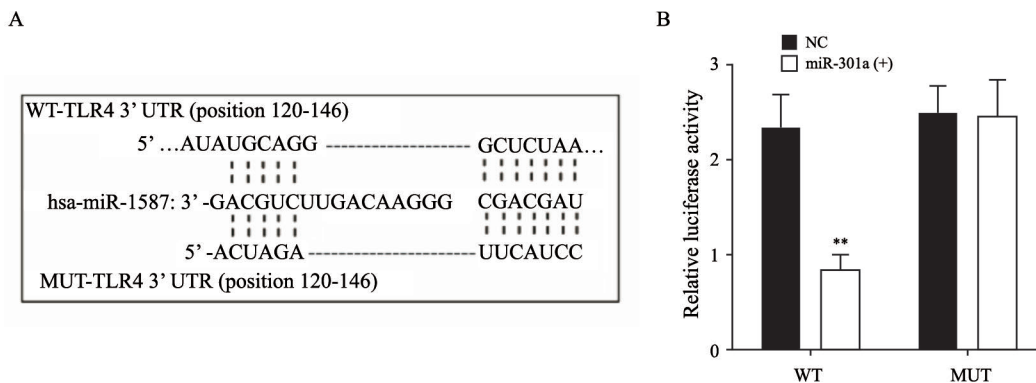 A
WT-TLR4 3’ UTR (position 120-146)
5’ …AUAUGCAGG ---------------------- GCUCUAA…
hsa-miR-1587: 3’ -GACGUCUUGACAAGGG CGACGAU
5’ -ACUAGA ------------------------- UUCAUCC
MUT-TLR4 3’ UTR (position 120-146)
B
NC
miR-301a (+)
Relative luciferase activity
3
2
1
0
**
WT MUT